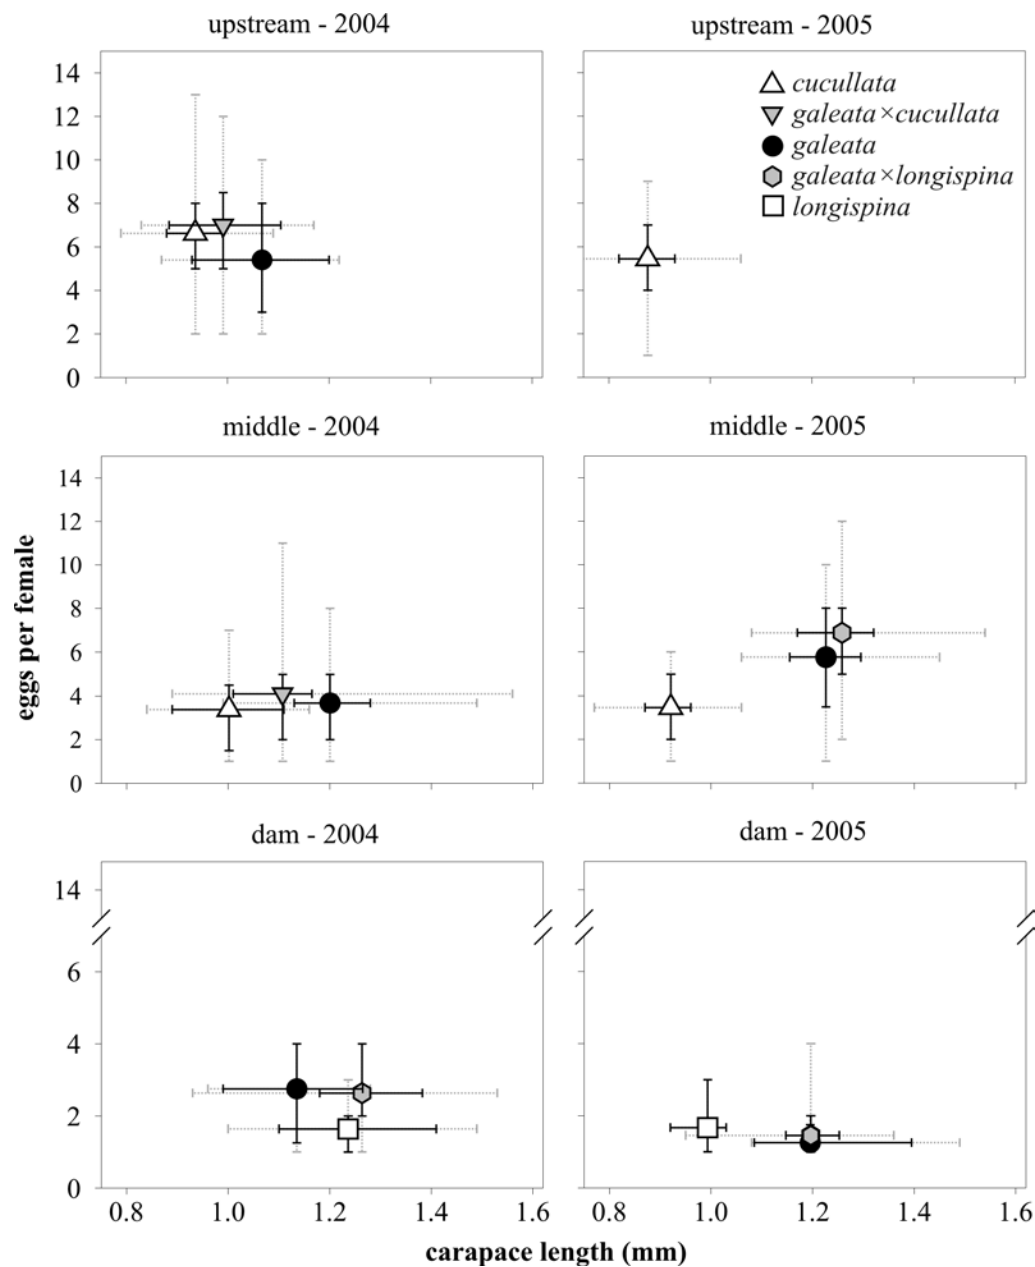 upstream - 2004
upstream - 2005
14
12
10
8
6
4
2
0
cucullata
galeata×cucullata
galeata
galeata×longispina
longispina
middle - 2004
middle - 2005
eggs per female
14
12
10
8
6
4
2
0
dam - 2004
dam - 2005
14
6
4
2
0
0.8 1.0 1.2 1.4 1.6 0.8 1.0 1.2 1.4 1.6
carapace length (mm)